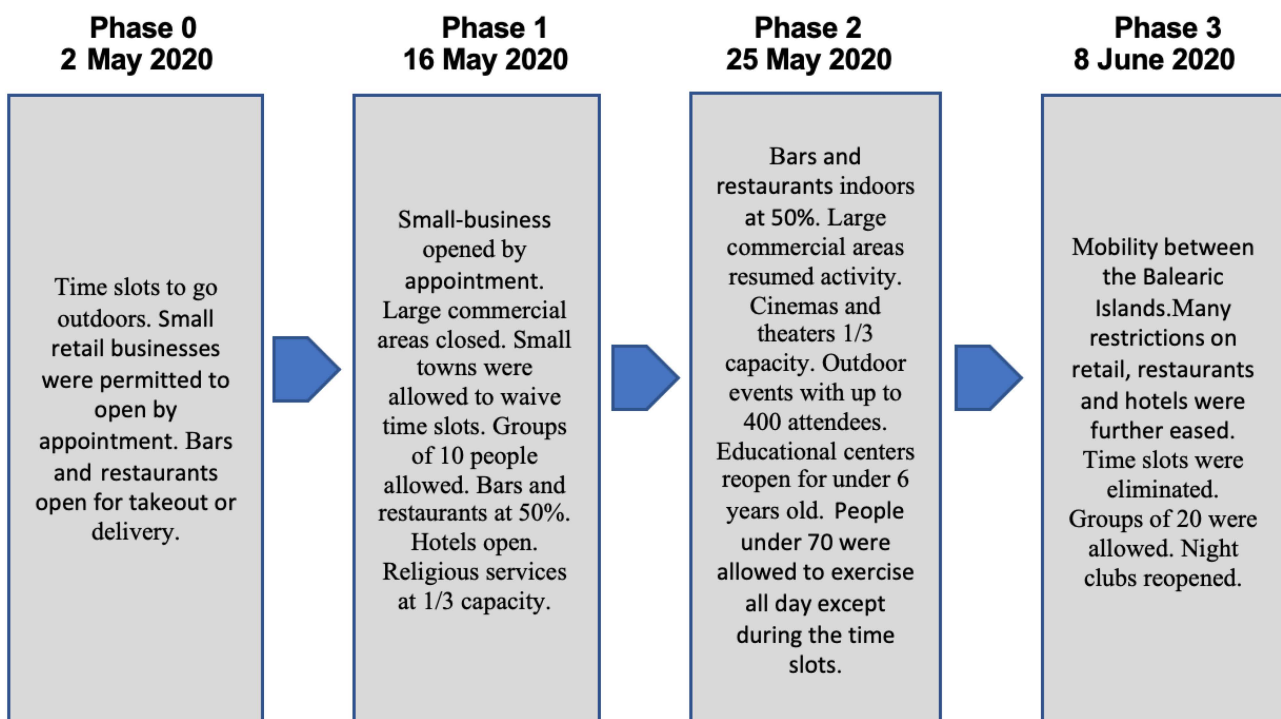 Phase 0
2 May 2020
Time slots to go
outdoors. Small
retail businesses
were permitted to
open by
appointment. Bars
and restaurants
open for takeout or
delivery.
Phase 1
16 May 2020
Small-business
opened by
appointment.
Large commercial
areas closed. Small
towns were
allowed to waive
time slots. Groups
of 10 people
allowed. Bars and
restaurants at 50%.
Hotels open.
Religious services
at 1/3 capacity.
Phase 2
25 May 2020
Bars and
restaurants indoors
at 50%. Large
commercial areas
resumed activity.
Cinemas and
theaters 1/3
capacity. Outdoor
events with up to
400 attendees.
Educational centers
reopen for under 6
years old. People
under 70 were
allowed to exercise
all day except
during the time
slots.
Phase 3
8 June 2020
Mobility between
the Balearic
Islands.Many
restrictions on
retail, restaurants
and hotels were
further eased.
Time slots were
eliminated.
Groups of 20 were
allowed. Night
clubs reopened.